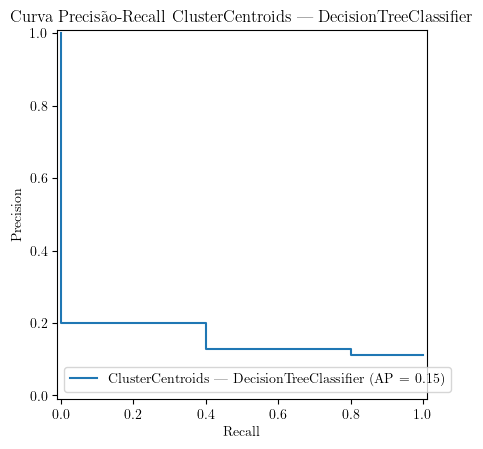 Curva Precisão-Recall ClusterCentroids — DecisionTreeClassifier
1.0
0.8
0.6
0.4
0.2
0.0
Precision
ClusterCentroids — DecisionTreeClassifier (AP = 0.15)
0.0 0.2 0.4 0.6 0.8 1.0
Recall